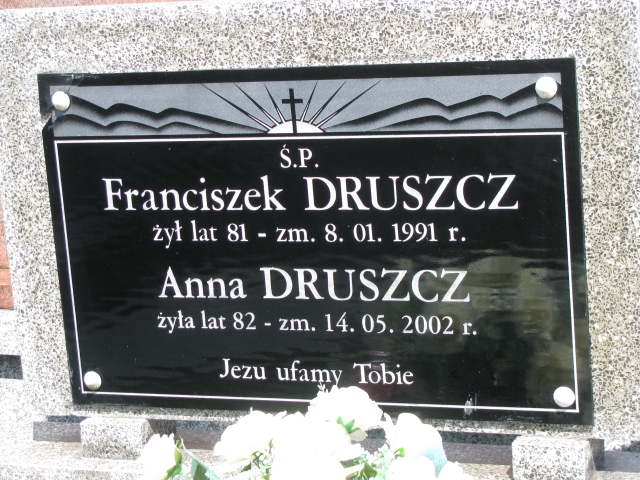 Ś.P.
Franciszek DRUSZCZ
żył lat 81 - zm. 8. 01. 1991 r.
Anna DRUSZCZ
żyła lat 82 - zm. 14. 05. 2002 r.
Jezu ufamy Tobie